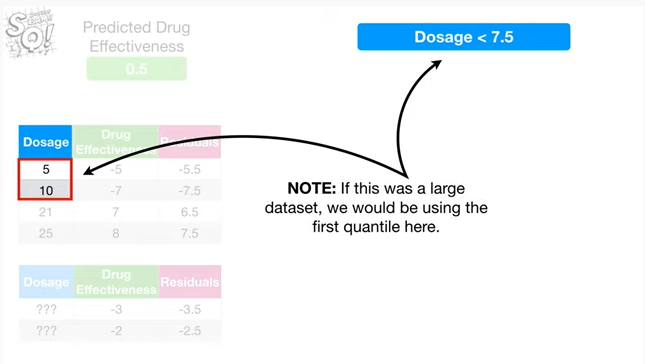 Predicted Drug
Effectiveness
0.5
Dosage < 7.5
Dosage Drug Effectiveness Residuals
5 -5 -5.5
10 -7 -7.5
21 7 6.5
25 8 7.5
NOTE: If this was a large
dataset, we would be using the
first quantile here.
Dosage Drug Effectiveness Residuals
??? -3 -3.5
??? -2 -2.5